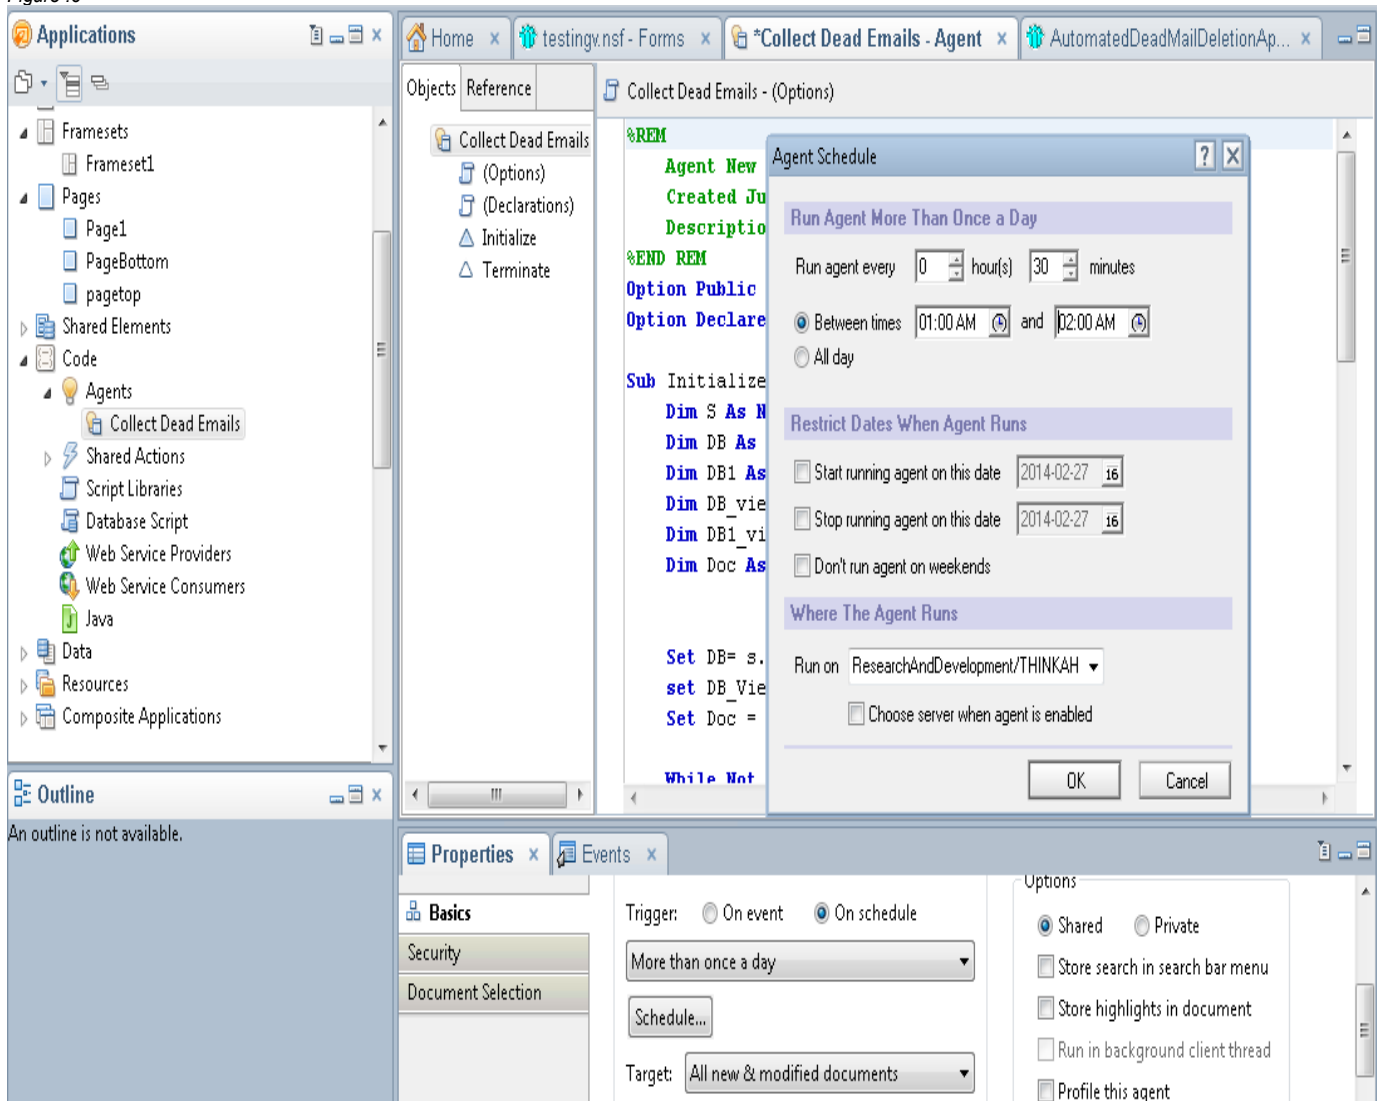 Applications
Framesets
Frameset1
Pages
Page1
PageBottom
pagetop
Shared Elements
Code
Agents
Collect Dead Emails
Shared Actions
Script Libraries
Database Script
Web Service Providers
Web Service Consumers
Java
Data
Resources
Composite Applications
Outline
An outline is not available.
Home
testingv.nsf - Forms
*Collect Dead Emails - Agent
AutomatedDeadMailDeletionAp...
Objects
Reference
Collect Dead Emails
(Options)
(Declarations)
Initialize
Terminate
Collect Dead Emails - (Options)
%REM
Agent New
Created Ju
Descriptio
%END REM
Option Public
Option Declare
Sub Initialize
Dim S As N
Dim DB As
Dim DB1 As
Dim DB_vie
Dim DB1_vi
Dim Doc As
Set DB= s.
set DB_Vie
Set Doc =
While Not
Agent Schedule
Run Agent More Than Once a Day
Run agent every 0 hour(s) 30 minutes
Between times 01:00 AM and 02:00 AM
All day
Restrict Dates When Agent Runs
Start running agent on this date 2014-02-27 16
Stop running agent on this date 2014-02-27 16
Don't run agent on weekends
Where The Agent Runs
Run on ResearchAndDevelopment/THINKAH
Choose server when agent is enabled
OK Cancel
Properties
Events
Basics
Security
Document Selection
Trigger: On event On schedule
More than once a day
Schedule...
Target: All new & modified documents
Options
Shared Private
Store search in search bar menu
Store highlights in document
Run in background client thread
Profile this agent